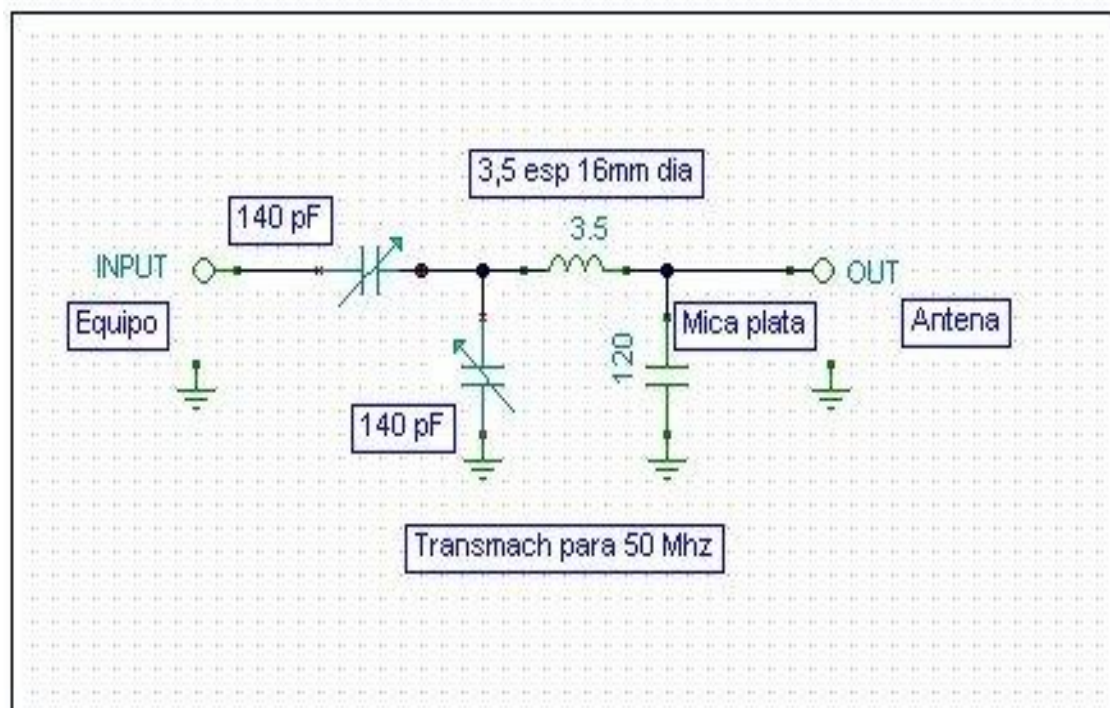 3,5 esp 16mm dia
140 pF
3.5
INPUT
OUT
Equipo
Mica plata
Antena
120
140 pF
Transmach para 50 Mhz